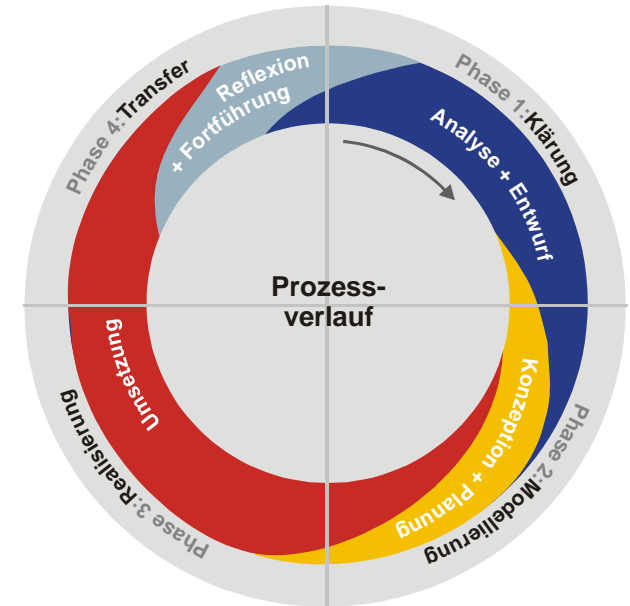 Phase 1:Klärung
Analyse + Entwurf
Phase 2:Modellierung
Konzeption + Planung
Phase 3:Realisierung
Umsetzung
Phase 4:Transfer
Reflexion
+ Fortführung
Prozess-
verlauf